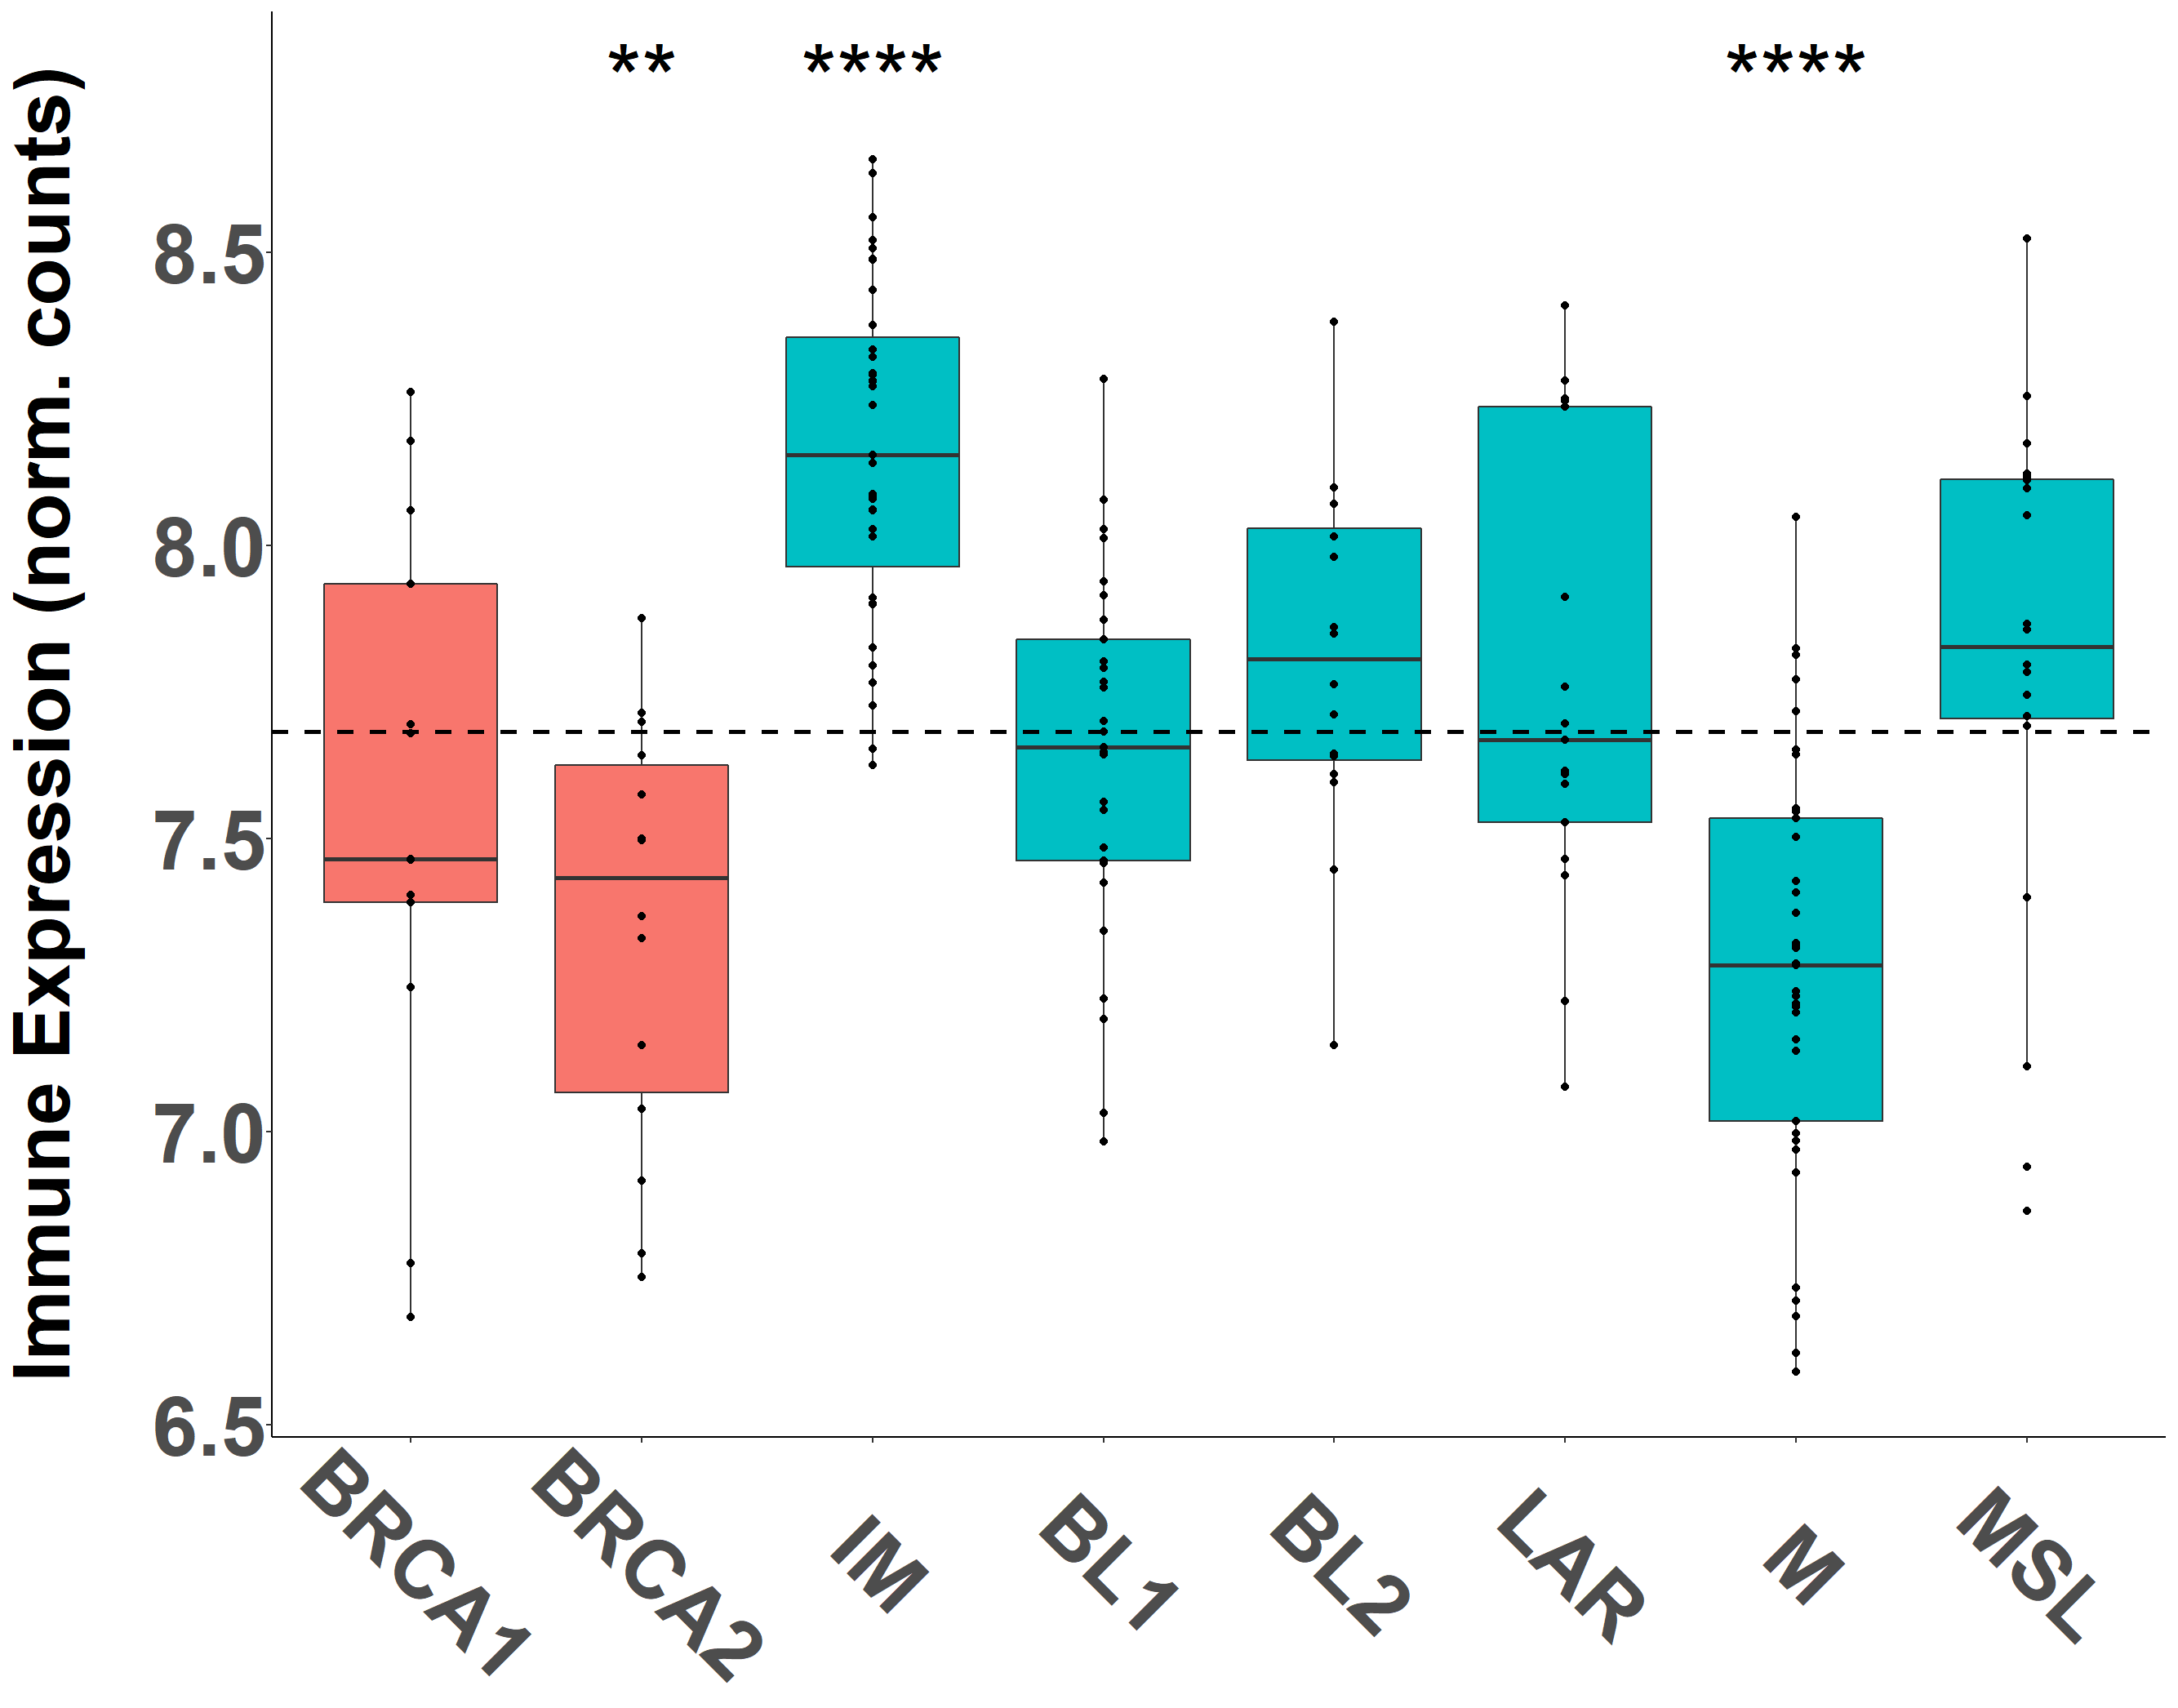 Immune Expression (norm. counts)
** **** ****
8.5
8.0
7.5
7.0
6.5
BRCA1 BRCA2 IM BL1 BL2 LAR M MSL